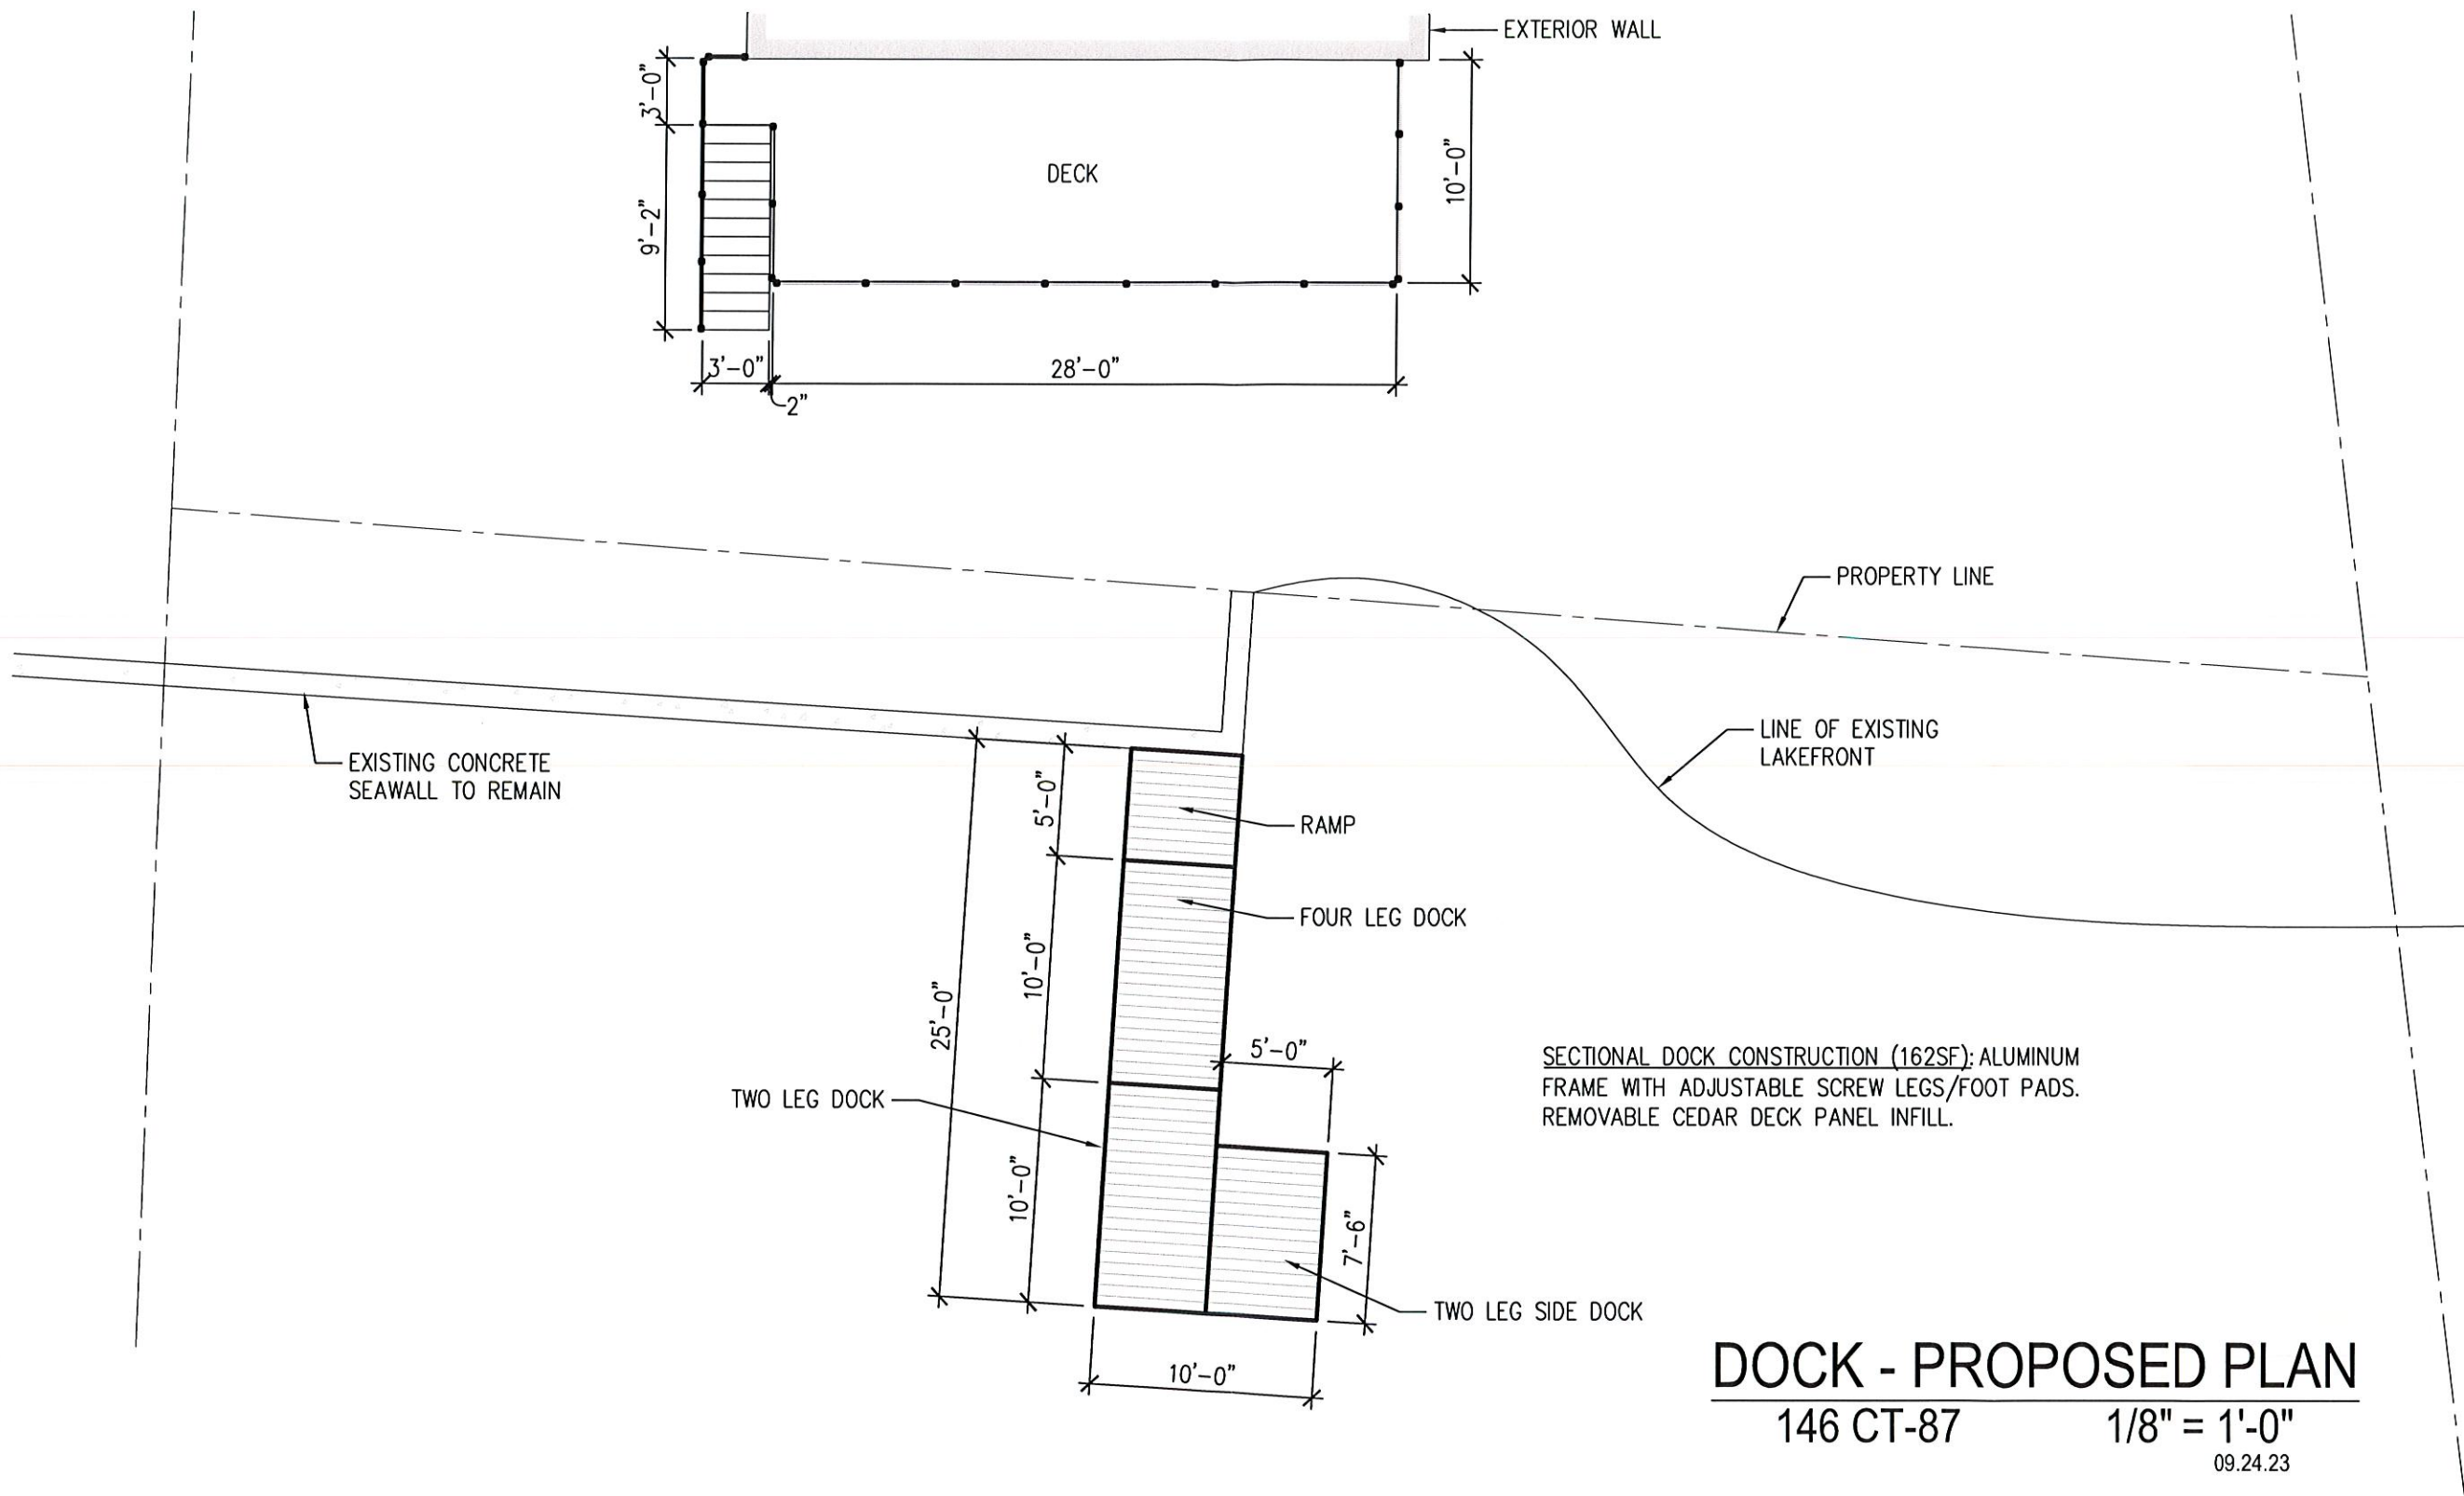 EXTERIOR WALL
3'-0"
10'-0"
DECK
9'-2"
3'-0"
28'-0"
2"
PROPERTY LINE
LINE OF EXISTING
LAKEFRONT
EXISTING CONCRETE
SEAWALL TO REMAIN
5'-0"
RAMP
FOUR LEG DOCK
10'-0"
25'-0"
5'-0"
SECTIONAL DOCK CONSTRUCTION (162SF): ALUMINUM
FRAME WITH ADJUSTABLE SCREW LEGS/FOOT PADS.
REMOVABLE CEDAR DECK PANEL INFILL.
TWO LEG DOCK
10'-0"
7'-6"
TWO LEG SIDE DOCK
10'-0"
DOCK - PROPOSED PLAN
146 CT-87 1/8" = 1'-0"
09.24.23